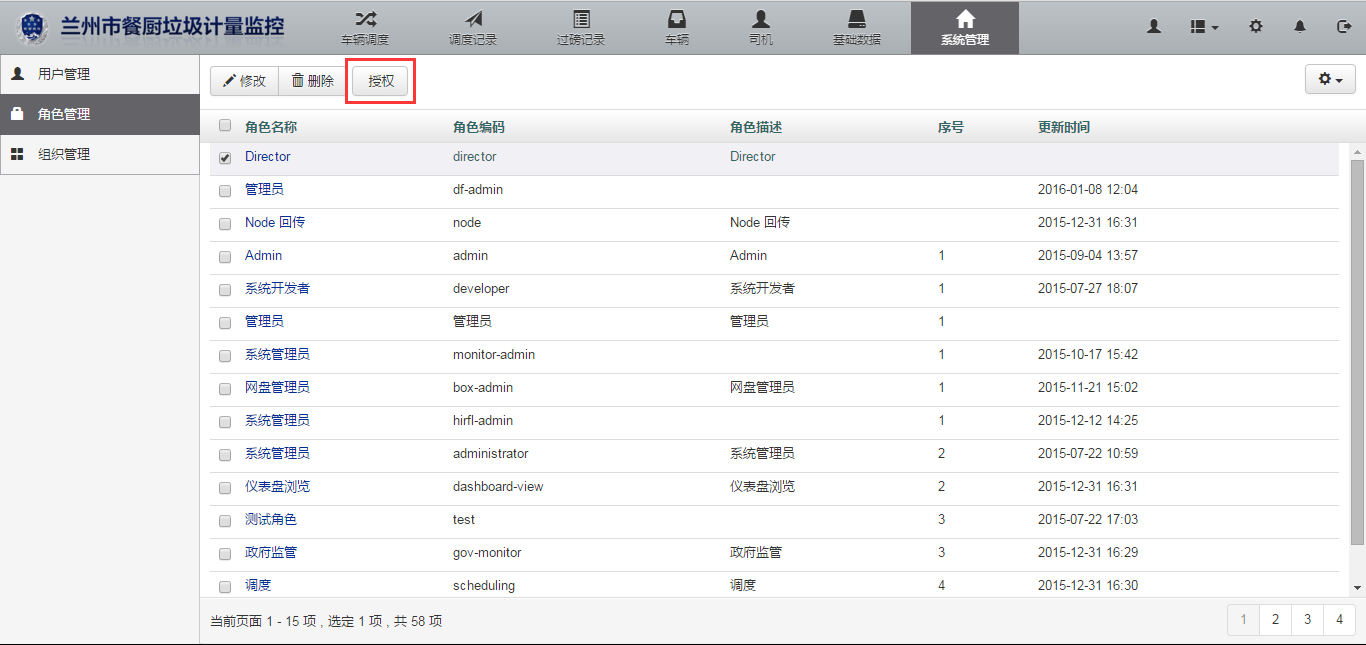 兰州市餐厨垃圾计量监控
车辆调度 调度记录 过磅记录 车辆 司机 基础数据 系统管理
用户管理
角色管理
组织管理
修改 删除 授权
角色名称 角色编码 角色描述 序号 更新时间
Director director Director
管理员 df-admin 2016-01-08 12:04
Node 回传 node Node 回传 2015-12-31 16:31
Admin admin Admin 1 2015-09-04 13:57
系统开发者 developer 系统开发者 1 2015-07-27 18:07
管理员 管理员 管理员 1
系统管理员 monitor-admin 1 2015-10-17 15:42
网盘管理员 box-admin 网盘管理员 1 2015-11-21 15:02
系统管理员 hirfl-admin 1 2015-12-12 14:25
系统管理员 administrator 系统管理员 2 2015-07-22 10:59
仪表盘浏览 dashboard-view 仪表盘浏览 2 2015-12-31 16:31
测试角色 test 3 2015-07-22 17:03
政府监管 gov-monitor 政府监管 3 2015-12-31 16:29
调度 scheduling 调度 4 2015-12-31 16:30
当前页面 1 - 15 项 , 选定 1 项 , 共 58 项
1 2 3 4